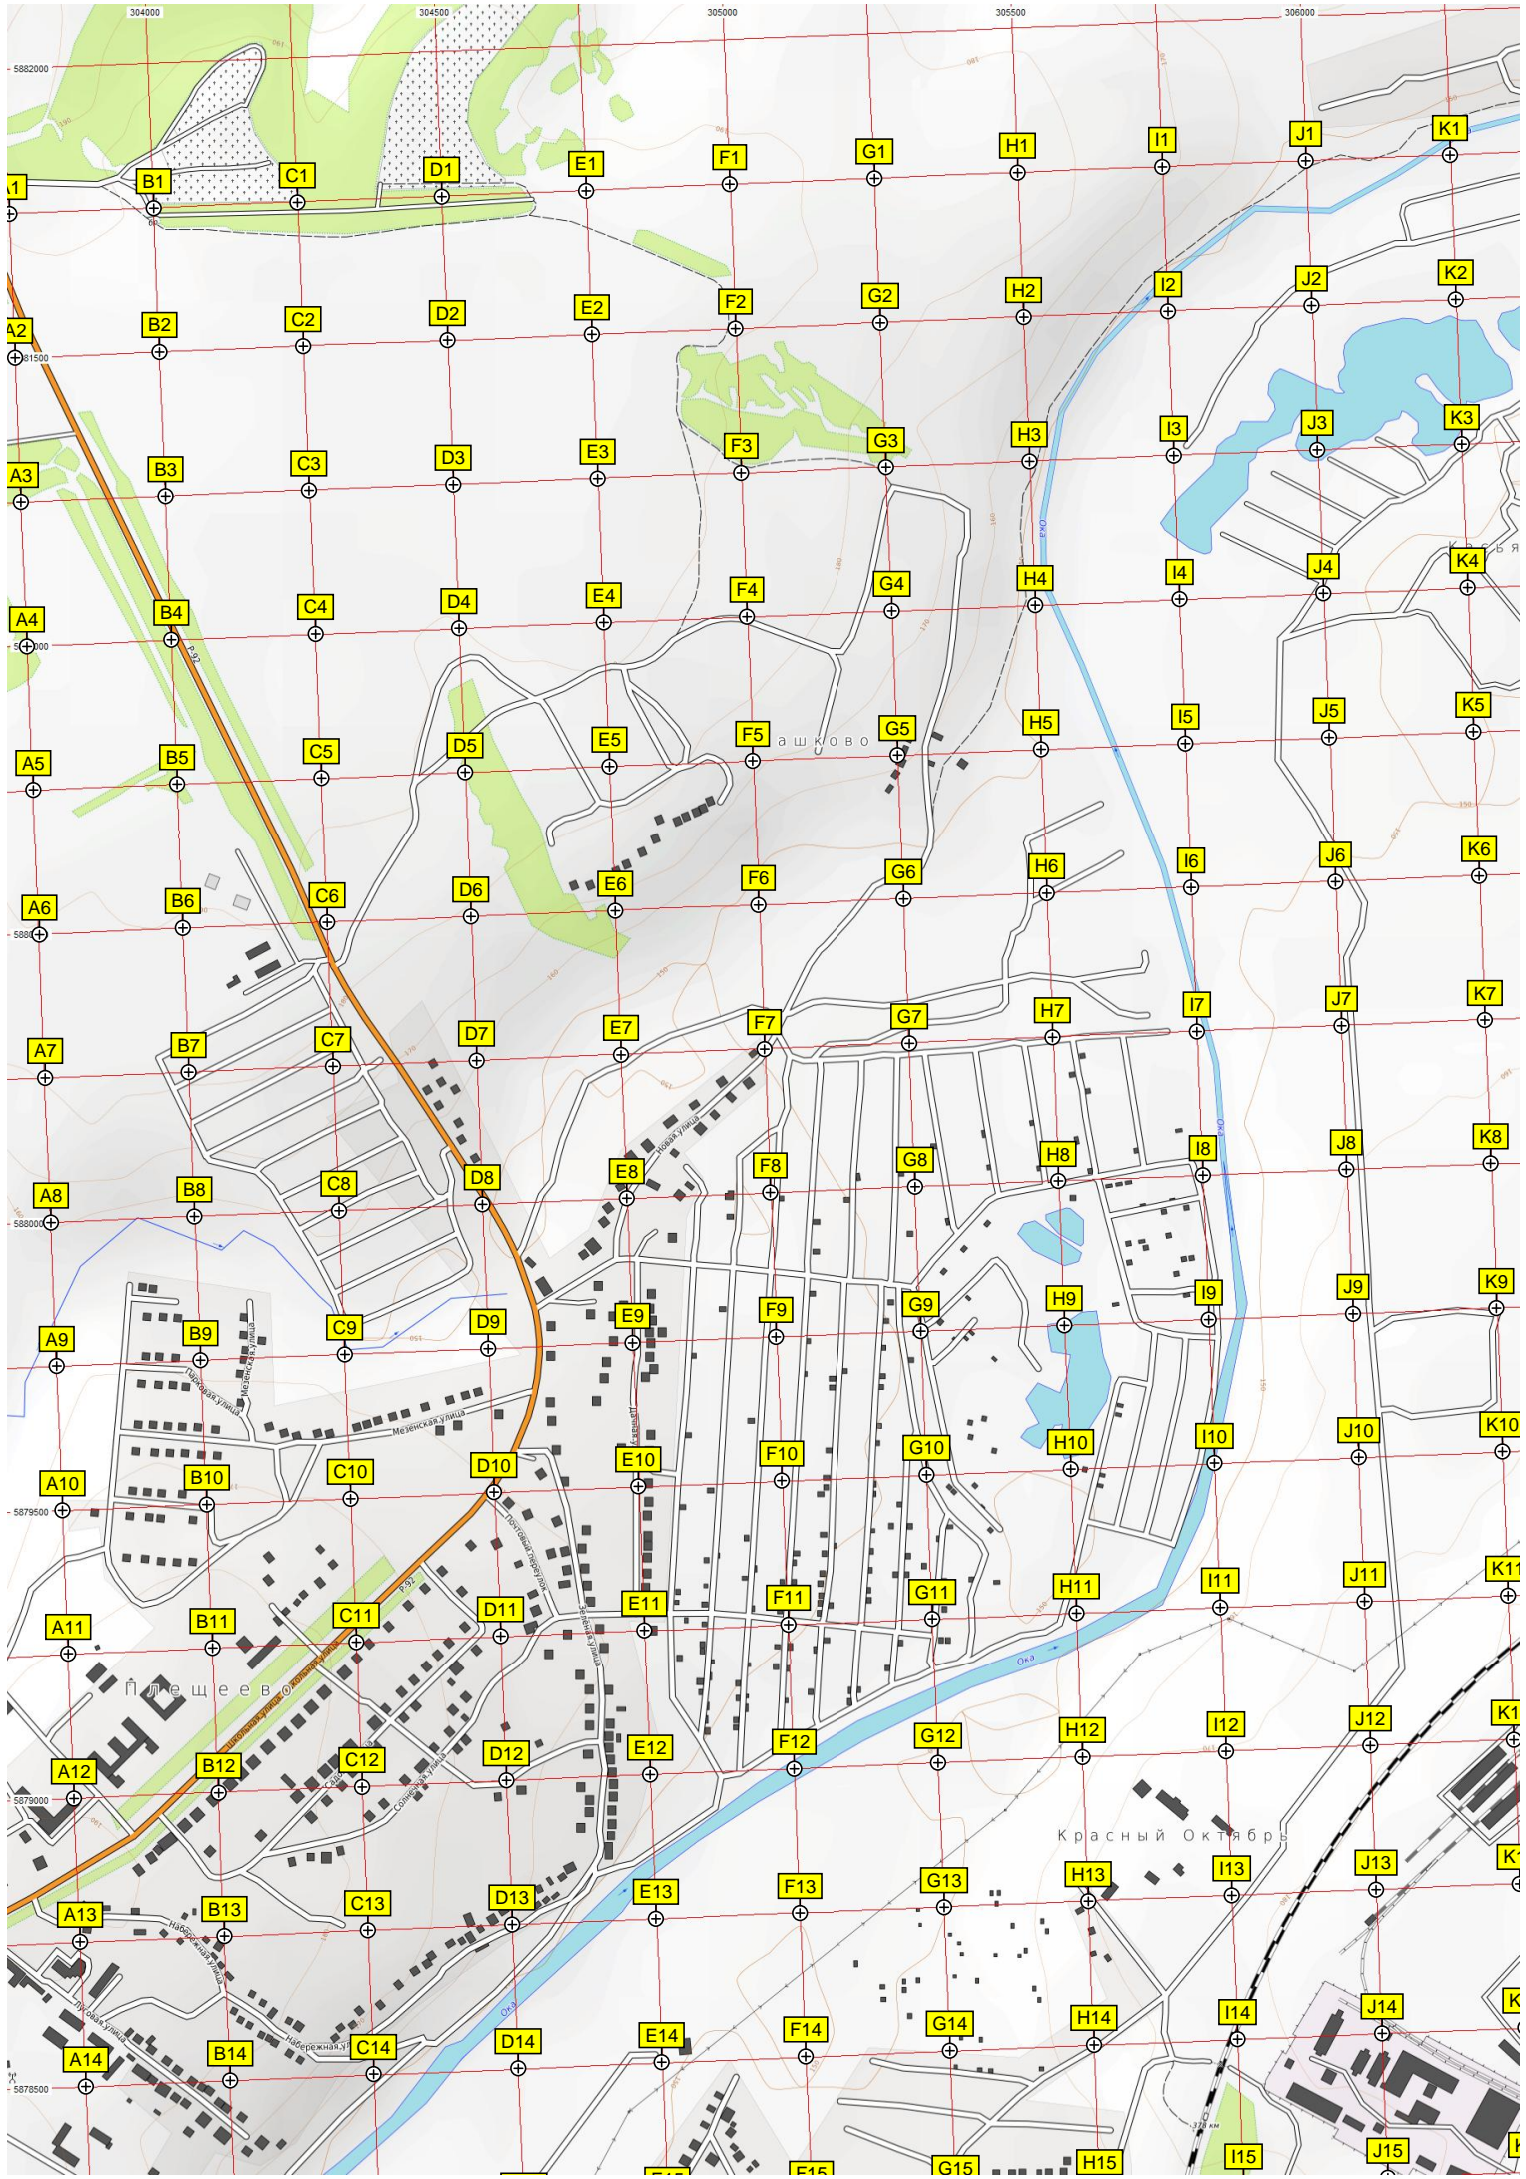 304000 304500 305000 305500 306000
5882000
A1 B1 C1 D1 E1 F1 G1 H1 I1 J1 K1
A2 B2 C2 D2 E2 F2 G2 H2 I2 J2 K2
A3 B3 C3 D3 E3 F3 G3 H3 I3 J3 K3
Ока
A4 B4 C4 D4 E4 F4 G4 H4 I4 J4 K4
Р-92
ашково
A5 B5 C5 D5 E5 F5 G5 H5 I5 J5 K5
A6 B6 C6 D6 E6 F6 G6 H6 I6 J6 K6
A7 B7 C7 D7 E7 F7 G7 H7 I7 J7 K7
Новая улица
Ока
A8 B8 C8 D8 E8 F8 G8 H8 I8 J8 K8
A9 B9 C9 D9 E9 F9 G9 H9 I9 J9 K9
Мезенская улица
Парковая улица
Мезенская улица
A10 B10 C10 D10 E10 F10 G10 H10 I10 J10 K10
5879500
Почтовый переулок
Р-92
Зелёная улица
A11 B11 C11 D11 E11 F11 G11 H11 I11 J11 K11
Ока
Плещеево
Школьная улица
A12 B12 C12 D12 E12 F12 G12 H12 I12 J12
Солнечная улица
5879000
Красный Октябрь
A13 B13 C13 D13 E13 F13 G13 H13 I13 J13
Набережная улица
Ока
Луговая улица
A14 B14 C14 D14 E14 F14 G14 H14 I14 J14
5878500
378 км
F15 G15 H15 I15 J15